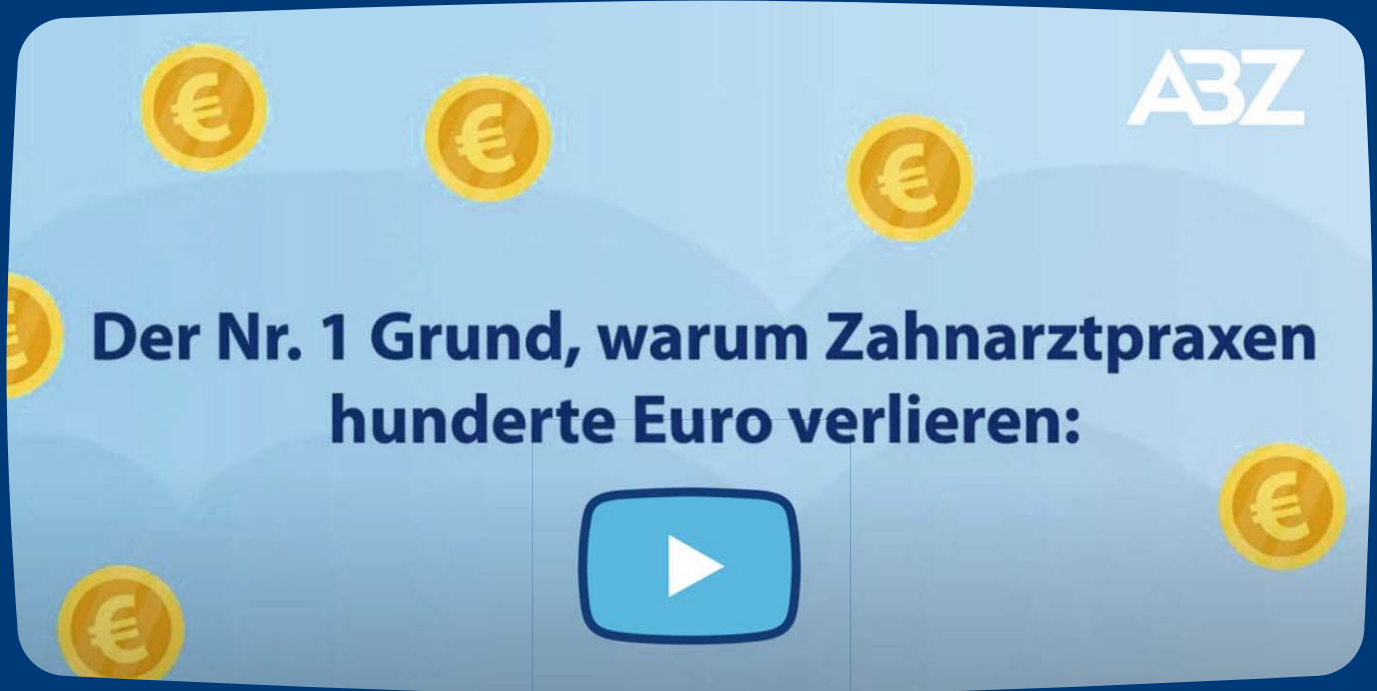 ABZ
Der Nr. 1 Grund, warum Zahnarztpraxen
hunderte Euro verlieren: